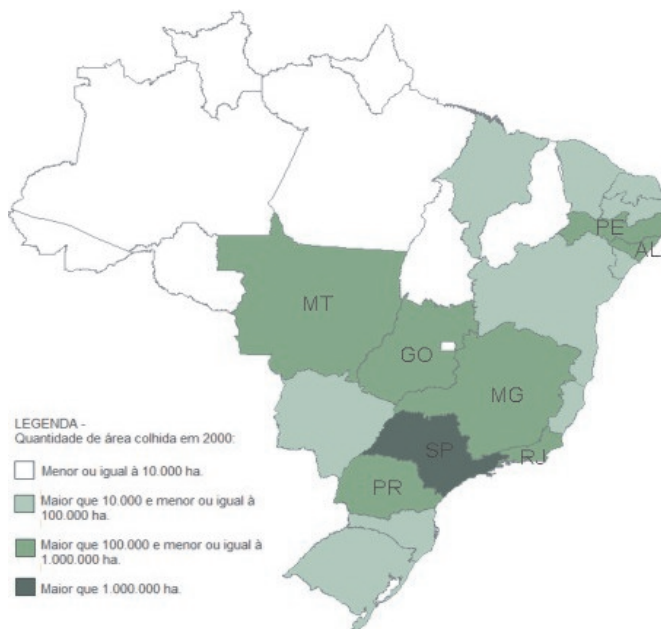 PE
AL
MT
GO
MG
SP
RJ
PR
LEGENDA -
Quantidade de área colhida em 2000:
Menor ou igual à 10.000 ha.
Maior que 10.000 e menor ou igual à
100.000 ha.
Maior que 100.000 e menor ou igual à
1.000.000 ha.
Maior que 1.000.000 ha.